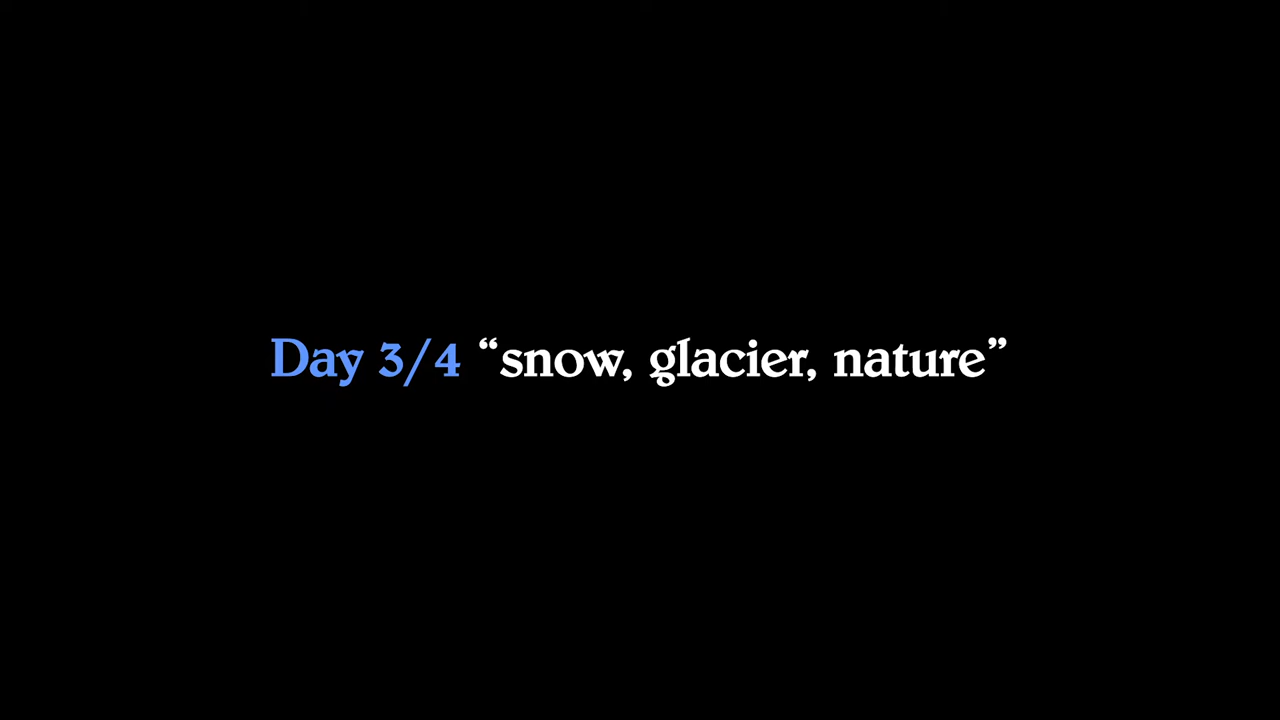 Day 3/4 “snow, glacier, nature”